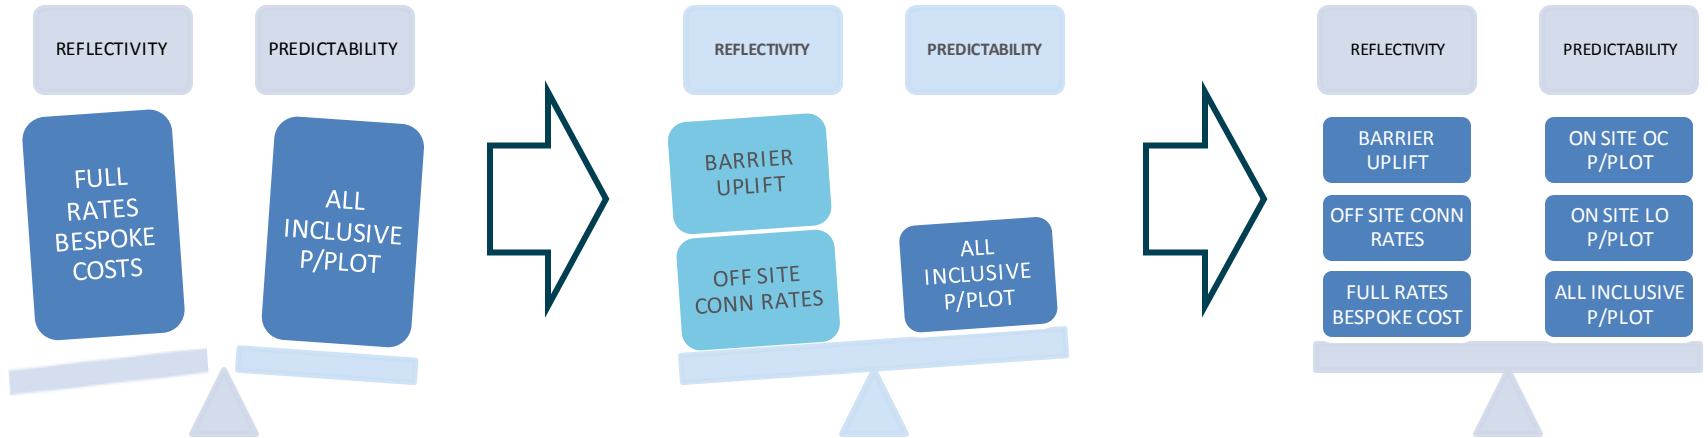 REFLECTIVITY
PREDICTABILITY
FULL
RATES
BESPOKE
COSTS
ALL
INCLUSIVE
P/PLOT
REFLECTIVITY
PREDICTABILITY
BARRIER
UPLIFT
OFF SITE
CONN RATES
ALL
INCLUSIVE
P/PLOT
REFLECTIVITY
PREDICTABILITY
BARRIER
UPLIFT
OFF SITE CONN
RATES
FULL RATES
BESPOKE COST
ON SITE OC
P/PLOT
ON SITE LO
P/PLOT
ALL INCLUSIVE
P/PLOT